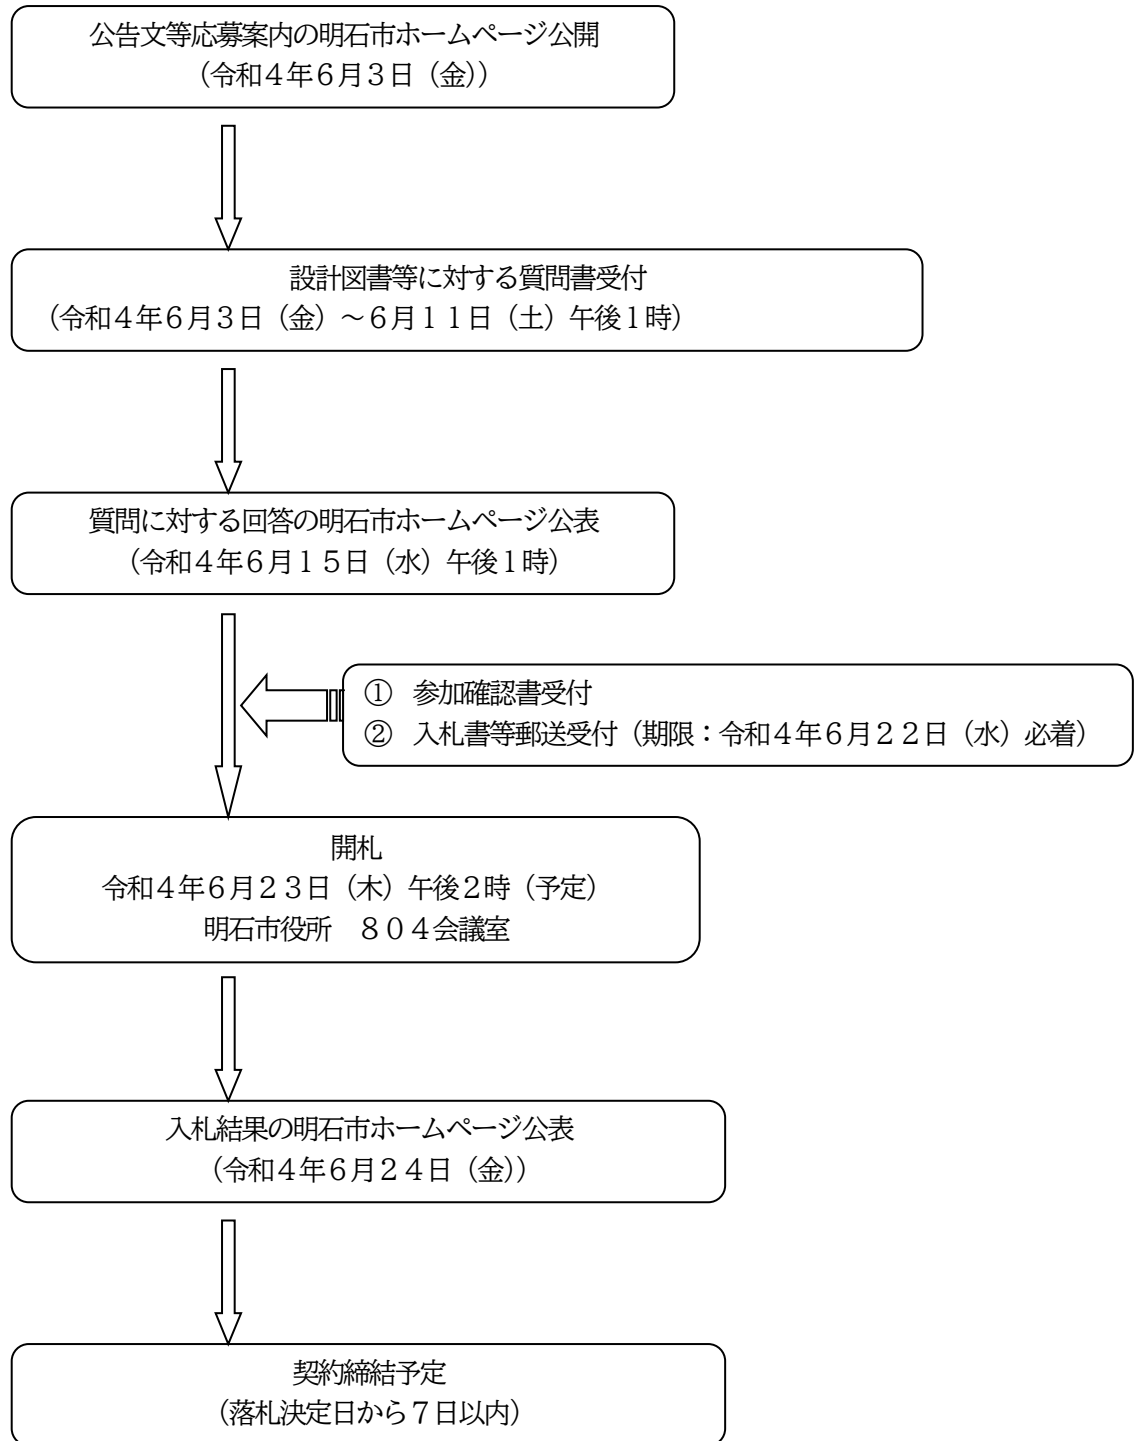 公告文等応募案内の明石市ホームページ公開
（令和４年６月３日（金））
設計図書等に対する質問書受付
（令和４年６月３日（金）～６月１１日（土）午後１時）
質問に対する回答の明石市ホームページ公表
（令和４年６月１５日（水）午後１時）
① 参加確認書受付
② 入札書等郵送受付（期限：令和４年６月２２日（水）必着）
開札
令和４年６月２３日（木）午後２時（予定）
明石市役所　８０４会議室
入札結果の明石市ホームページ公表
（令和４年６月２４日（金））
契約締結予定
（落札決定日から７日以内）